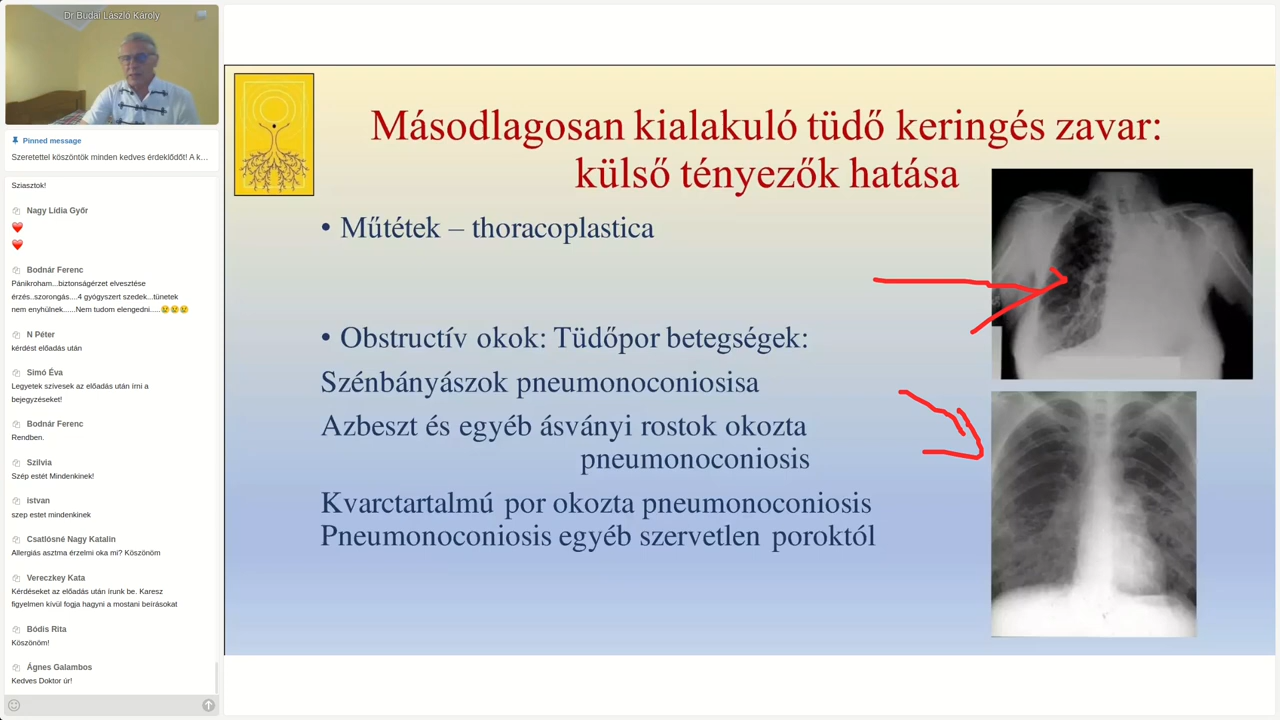 Dr Budai László Károly
Pinned message
Szeretettel köszöntök minden kedves érdeklődőt! A k…
Sziasztok!
Nagy Lídia Győr
Bodnár Ferenc
Pánikroham...biztonságérzet elvesztése
érzés..szorongás....4 gyógyszert szedek...tünetek
nem enyhülnek......Nem tudom elengedni.....
N Péter
kérdést előadás után
Simó Éva
Legyetek szivesek az előadás után írni a
bejegyzéseket!
Bodnár Ferenc
Rendben.
Szilvia
Szép estét Mindenkinek!
istvan
szep estet mindenkinek
Csatlósné Nagy Katalin
Allergiás asztma érzelmi oka mi? Köszönöm
Vereczkey Kata
Kérdéseket az előadás után írunk be. Karesz
figyelmen kívül fogja hagyni a mostani beírásokat
Bódis Rita
Köszönöm!
Ágnes Galambos
Kedves Doktor úr!
Másodlagosan kialakuló tüdő keringés zavar:
külső tényezők hatása
• Műtétek – thoracoplastica
• Obstructív okok: Tüdőpor betegségek:
Szénbányászok pneumonoconiosisa
Azbeszt és egyéb ásványi rostok okozta
pneumonoconiosis
Kvarctartalmú por okozta pneumonoconiosis
Pneumonoconiosis egyéb szervetlen poroktól